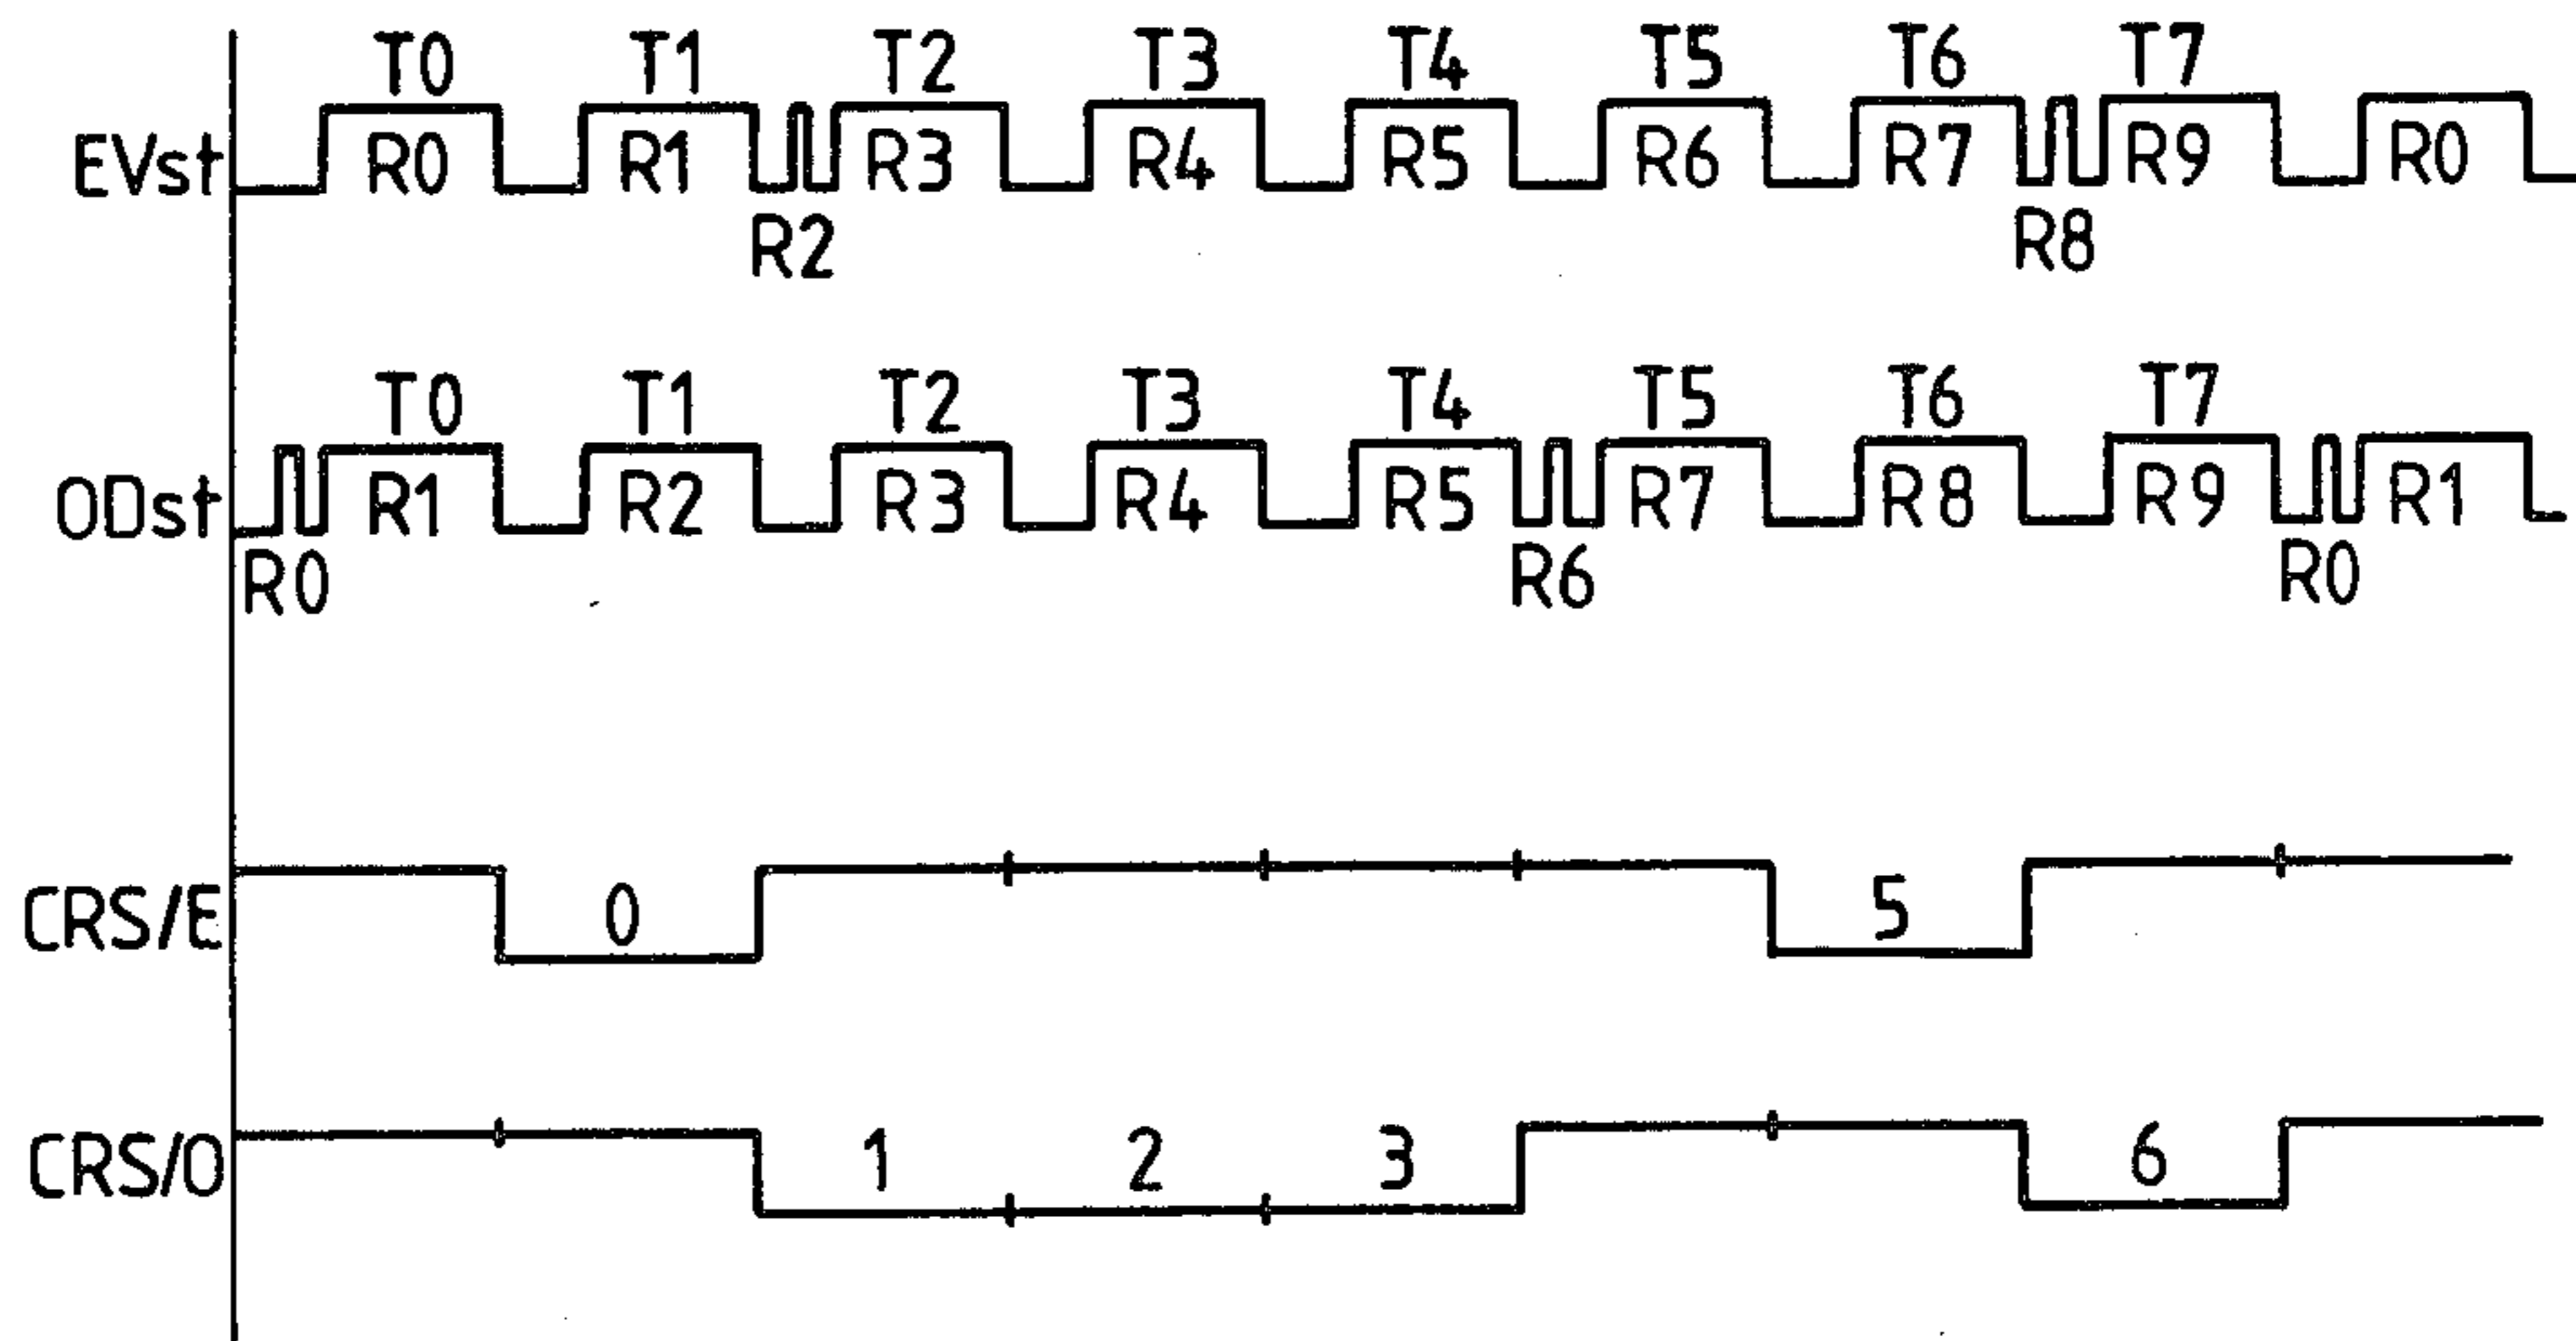 T0 T1 T2 T3 T4 T5 T6 T7
EVst R0 R1 R3 R4 R5 R6 R7 R9 R0
R2 R8
T0 T1 T2 T3 T4 T5 T6 T7
ODst R1 R2 R3 R4 R5 R7 R8 R9 R1
R0 R6 R0
CRS/E 0 5
CRS/O 1 2 3 6